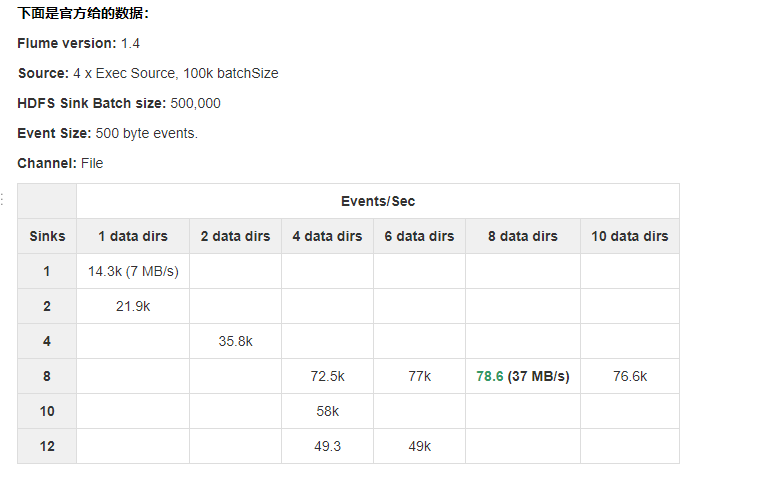 下面是官方给的数据：
Flume version: 1.4
Source: 4 x Exec Source, 100k batchSize
HDFS Sink Batch size: 500,000
Event Size: 500 byte events.
Channel: File
Events/Sec
Sinks 1 data dirs 2 data dirs 4 data dirs 6 data dirs 8 data dirs 10 data dirs
1 14.3k (7 MB/s)
2 21.9k
4 35.8k
8 72.5k 77k 78.6 (37 MB/s) 76.6k
10 58k
12 49.3 49k